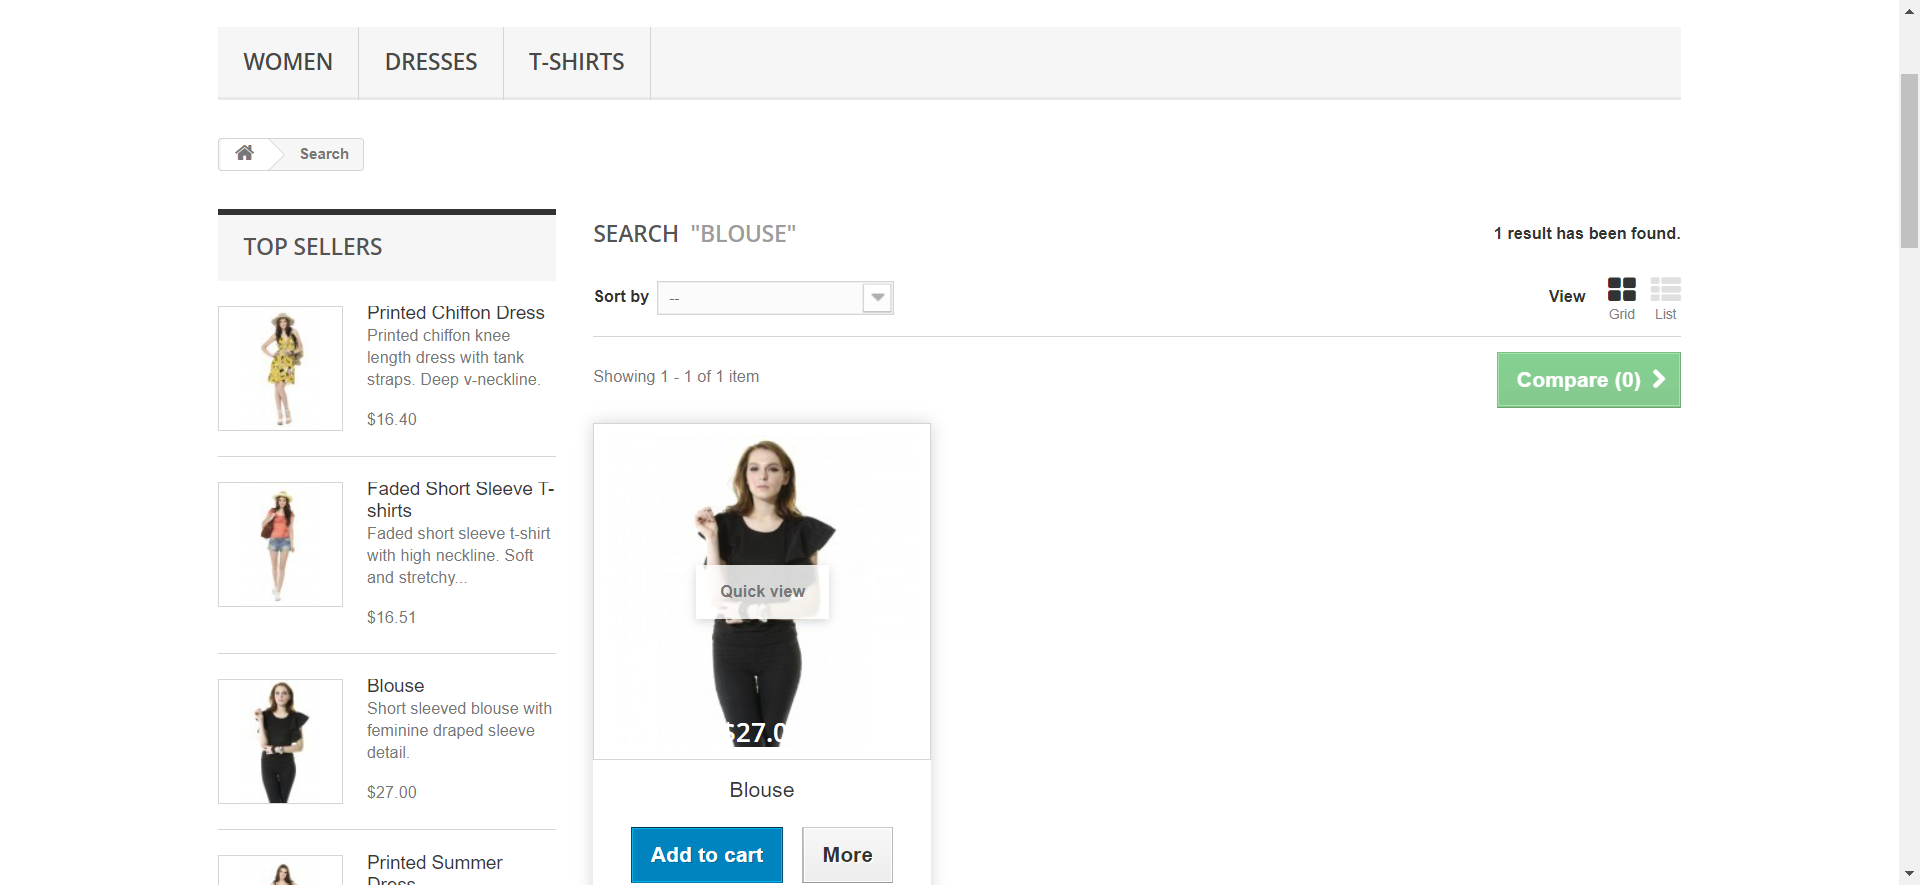 WOMEN DRESSES T-SHIRTS
Search
TOP SELLERS
Printed Chiffon Dress
Printed chiffon knee
length dress with tank
straps. Deep v-neckline.
$16.40
Faded Short Sleeve T-
shirts
Faded short sleeve t-shirt
with high neckline. Soft
and stretchy...
$16.51
Blouse
Short sleeved blouse with
feminine draped sleeve
detail.
$27.00
Printed Summer
Dress
SEARCH "BLOUSE"
1 result has been found.
Sort by --
View
Grid List
Showing 1 - 1 of 1 item
Compare (0)
Quick view
$27.0
Blouse
Add to cart More